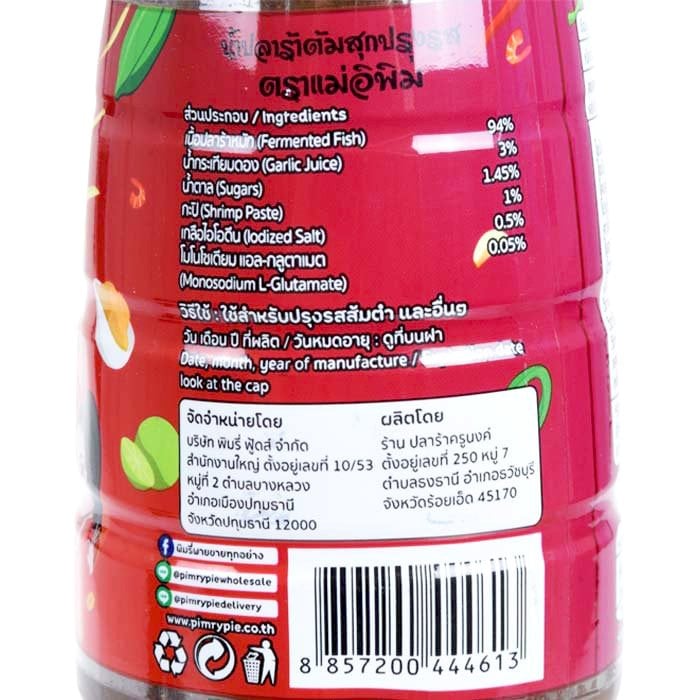 น้ำปลาร้าต้มสุกปรุงรส
ตราแม่อิพิม
ส่วนประกอบ / Ingredients
เนื้อปลาร้าหมัก (Fermented Fish) 94%
น้ำกระเทียมดอง (Garlic Juice) 3%
น้ำตาล (Sugars) 1.45%
กะปิ (Shrimp Paste) 1%
เกลือไอโอดีน (Iodized Salt) 0.5%
โมโนโซเดียม แอล-กลูตาเมต 0.05%
(Monosodium L-Glutamate)
วิธีใช้ : ใช้สำหรับปรุงรสส้มตำ และอื่นๆ
วัน เดือน ปี ที่ผลิต / วันหมดอายุ : ดูที่บนฝา
Date, month, year of manufacture / date
look at the cap
จัดจำหน่ายโดย
บริษัท พิมรี่ ฟู้ดส์ จำกัด
สำนักงานใหญ่ ตั้งอยู่เลขที่ 10/53
หมู่ที่ 2 ตำบลบางหลวง
อำเภอเมืองปทุมธานี
จังหวัดปทุมธานี 12000
ผลิตโดย
ร้าน ปลาร้าครูนงค์
ตั้งอยู่เลขที่ 250 หมู่ 7
ตำบลธงธานี อำเภอธวัชบุรี
จังหวัดร้อยเอ็ด 45170
พิมรี่พายขายทุกอย่าง
@pimrypiewholesale
@pimrypiedelivery
www.pimrypie.co.th
8 857200 444613